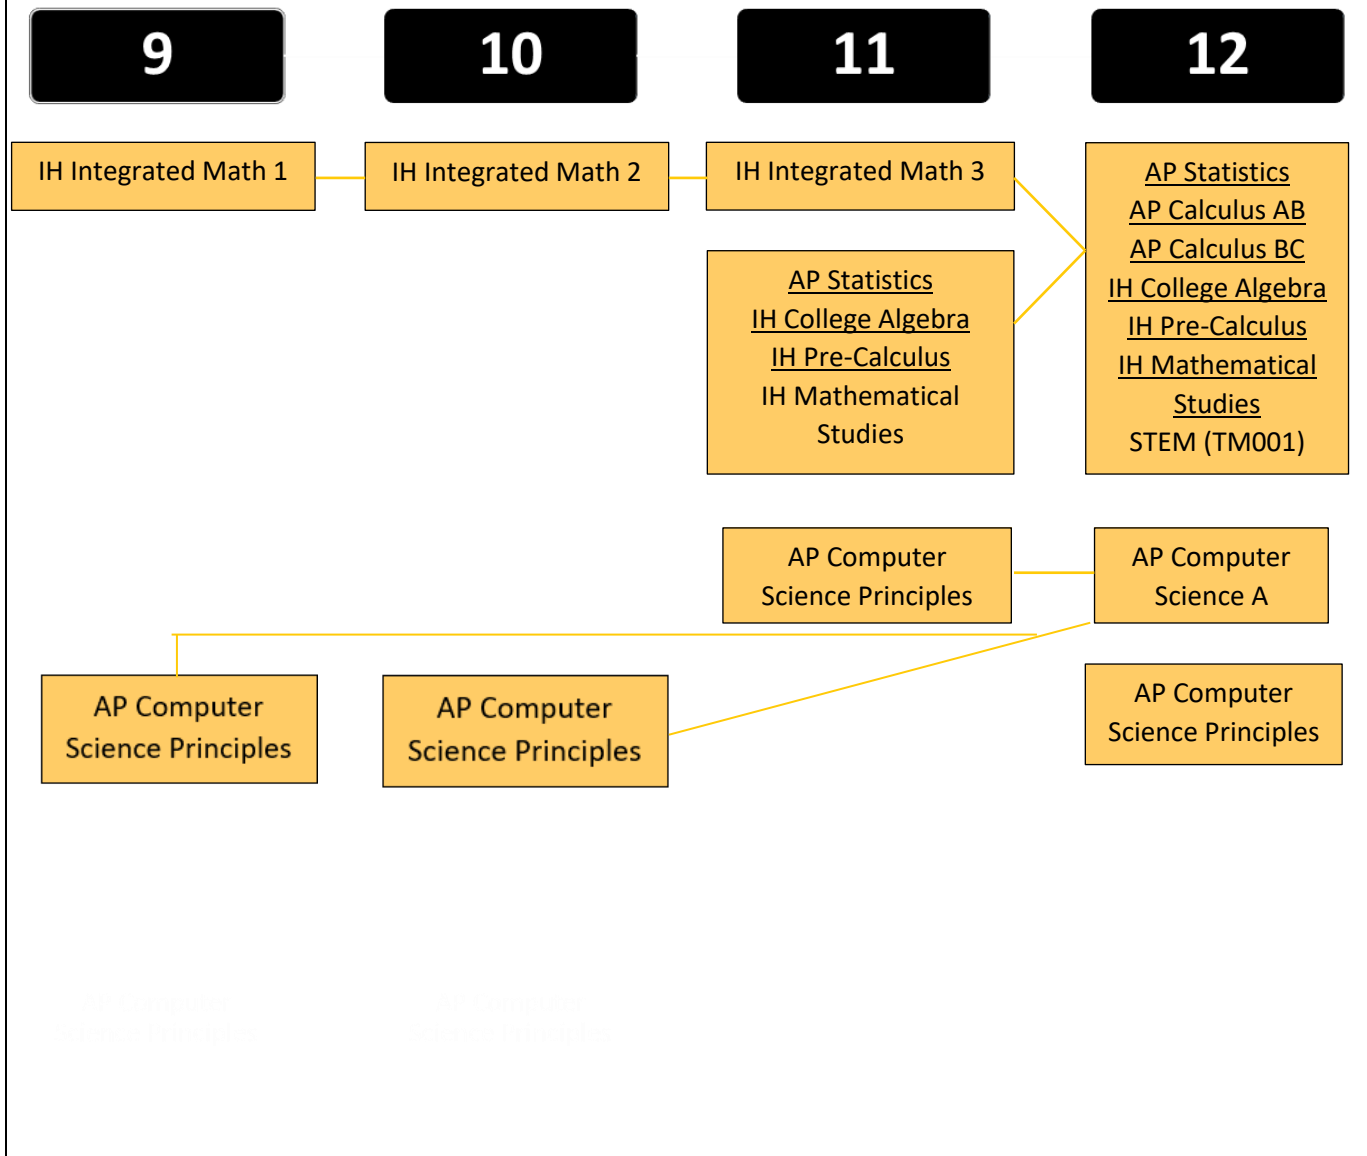 9
10
11
12
IH Integrated Math 1
IH Integrated Math 2
IH Integrated Math 3
AP Statistics
IH College Algebra
IH Pre-Calculus
IH Mathematical
Studies
AP Statistics
AP Calculus AB
AP Calculus BC
IH College Algebra
IH Pre-Calculus
IH Mathematical
Studies
STEM (TM001)
AP Computer
Science Principles
AP Computer
Science A
AP Computer
Science Principles
AP Computer
Science Principles
AP Computer
Science Principles